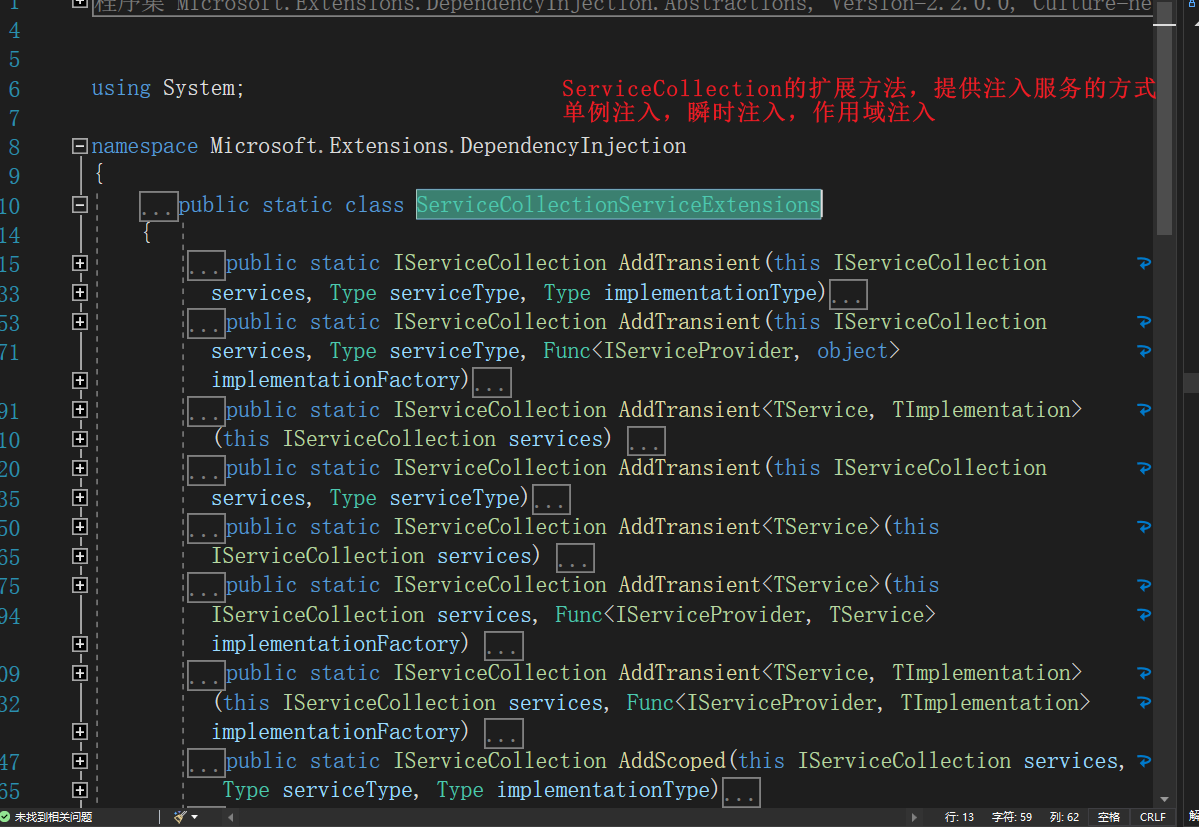 程序集 Microsoft.Extensions.DependencyInjection.Abstractions, Version=2.2.0.0, Culture=ne
4
5
6 using System;
ServiceCollection的扩展方法，提供注入服务的方式
单例注入，瞬时注入，作用域注入
7
8 namespace Microsoft.Extensions.DependencyInjection
9 {
10 ...public static class ServiceCollectionServiceExtensions
14 {
15 ...public static IServiceCollection AddTransient(this IServiceCollection
33 services, Type serviceType, Type implementationType)...
53 ...public static IServiceCollection AddTransient(this IServiceCollection
71 services, Type serviceType, Func<IServiceProvider, object>
implementationFactory)...
91 ...public static IServiceCollection AddTransient<TService, TImplementation>
10 (this IServiceCollection services) ...
20 ...public static IServiceCollection AddTransient(this IServiceCollection
35 services, Type serviceType)...
50 ...public static IServiceCollection AddTransient<TService>(this
65 IServiceCollection services) ...
75 ...public static IServiceCollection AddTransient<TService>(this
94 IServiceCollection services, Func<IServiceProvider, TService>
implementationFactory) ...
09 ...public static IServiceCollection AddTransient<TService, TImplementation>
32 (this IServiceCollection services, Func<IServiceProvider, TImplementation>
implementationFactory) ...
47 ...public static IServiceCollection AddScoped(this IServiceCollection services,
65 Type serviceType, Type implementationType)...
未找到相关问题 行: 13 字符: 59 列: 62 空格 CRLF